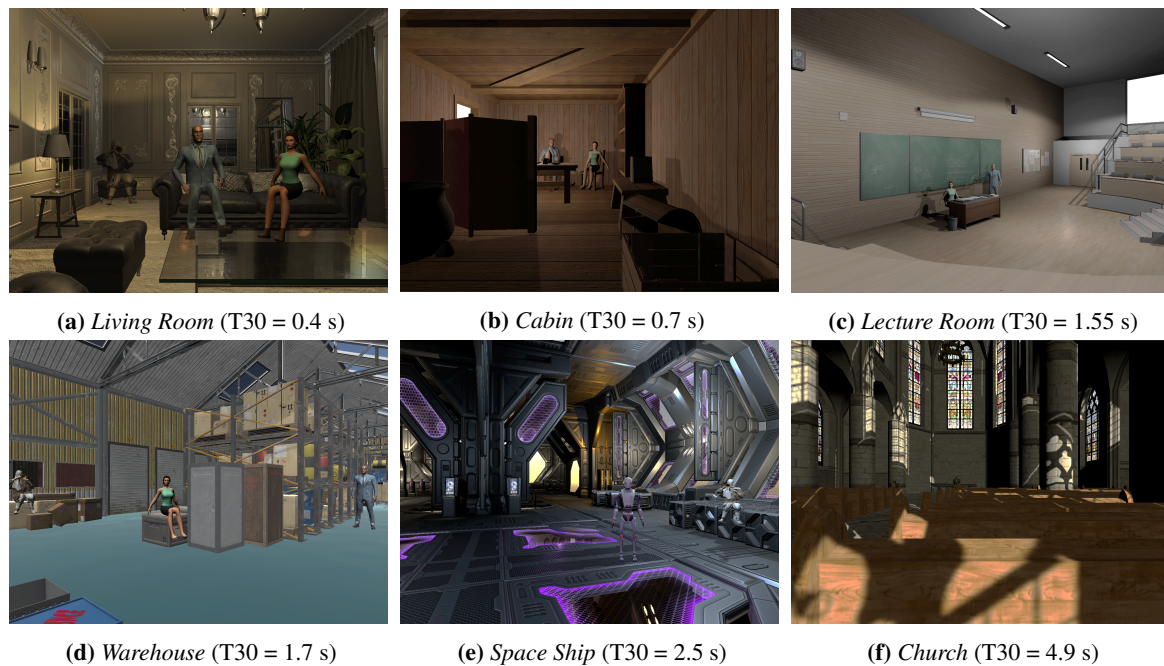 (a) Living Room (T30 = 0.4 s)
(b) Cabin (T30 = 0.7 s)
(c) Lecture Room (T30 = 1.55 s)
(d) Warehouse (T30 = 1.7 s)
(e) Space Ship (T30 = 2.5 s)
(f) Church (T30 = 4.9 s)